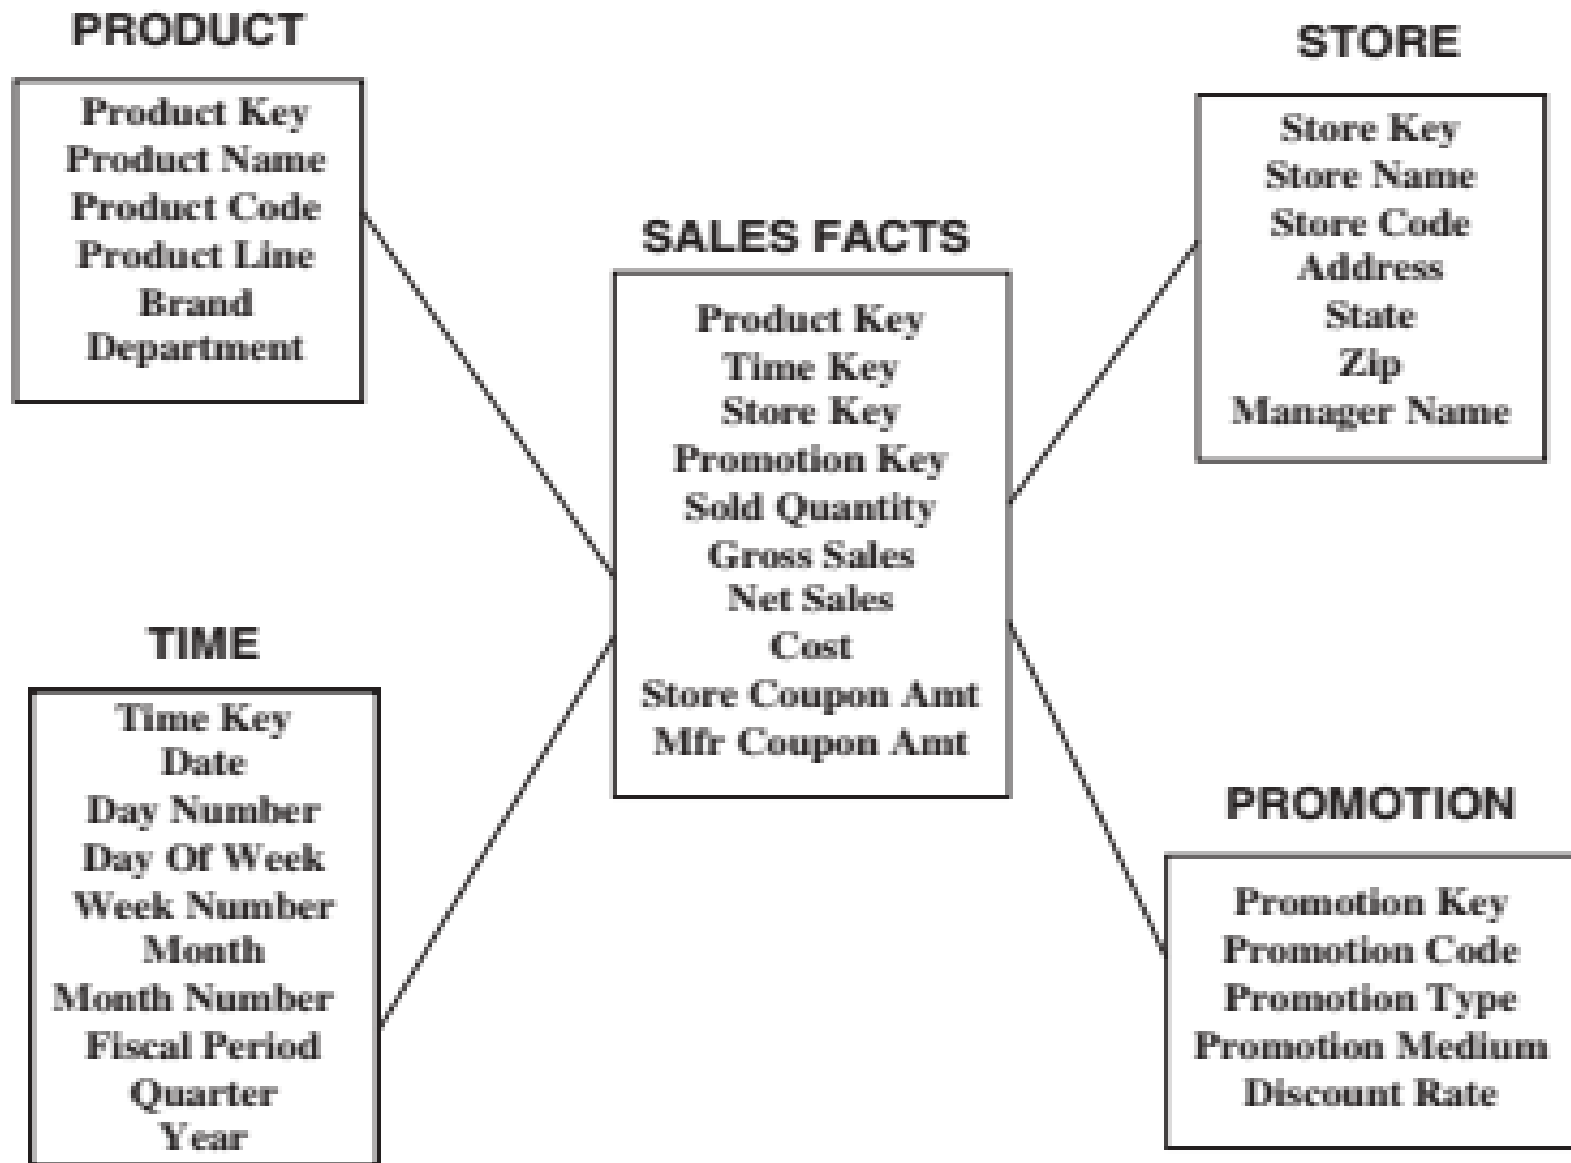 PRODUCT
Product Key
Product Name
Product Code
Product Line
Brand
Department
STORE
Store Key
Store Name
Store Code
Address
State
Zip
Manager Name
SALES FACTS
Product Key
Time Key
Store Key
Promotion Key
Sold Quantity
Gross Sales
Net Sales
Cost
Store Coupon Amt
Mfr Coupon Amt
TIME
Time Key
Date
Day Number
Day Of Week
Week Number
Month
Month Number
Fiscal Period
Quarter
Year
PROMOTION
Promotion Key
Promotion Code
Promotion Type
Promotion Medium
Discount Rate